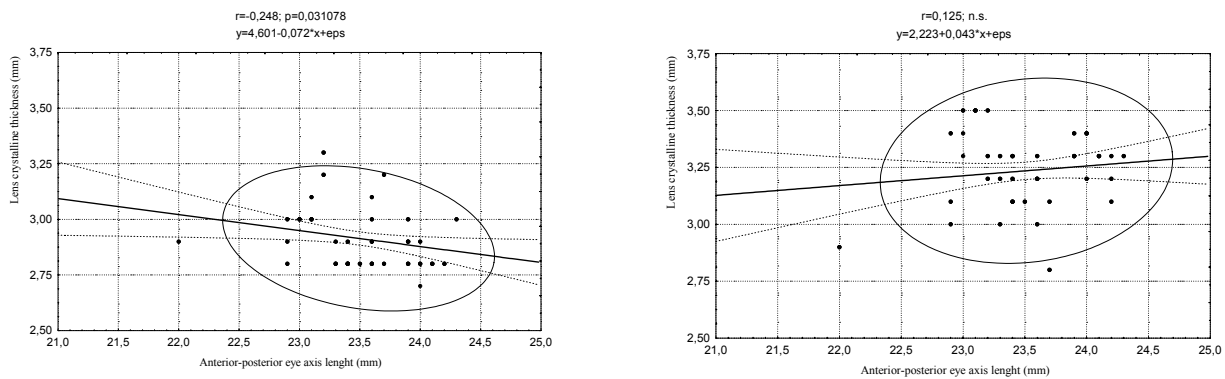 r=-0,248; p=0,031078
y=4,601-0,072*x+eps
3,75
3,50
3,25
3,00
2,75
2,50
21,0 21,5 22,0 22,5 23,0 23,5 24,0 24,5 25,0
Lens crystalline thickness (mm)
Anterior-posterior eye axis lenght (mm)
r=0,125; n.s.
y=2,223+0,043*x+eps
3,75
3,50
3,25
3,00
2,75
2,50
21,0 21,5 22,0 22,5 23,0 23,5 24,0 24,5 25,0
Lens crystalline thickness (mm)
Anterior-posterior eye axis lenght (mm)